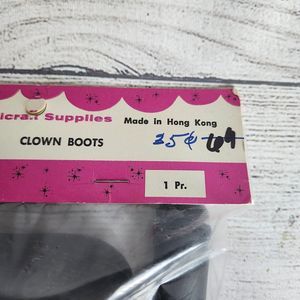 Supplies
Made in Hong Kong
CLOWN BOOTS
35¢
1 Pr.